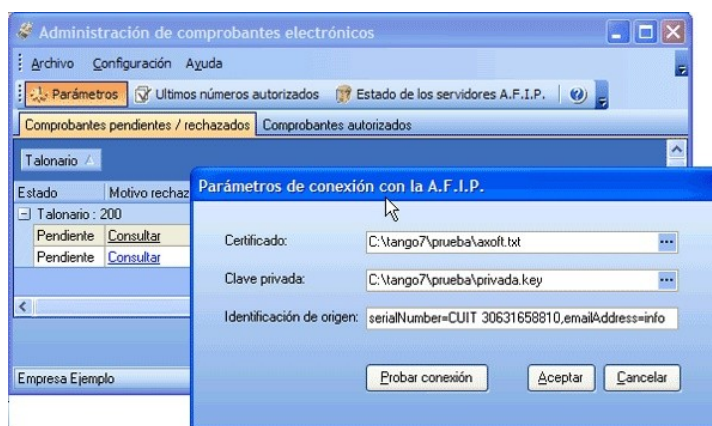 Administración de comprobantes electrónicos
Archivo Configuración Ayuda
Parámetros Ultimos números autorizados Estado de los servidores A.F.I.P.
Comprobantes pendientes / rechazados Comprobantes autorizados
Talonario
Estado Motivo rechaz
Talonario : 200
Pendiente Consultar
Pendiente Consultar
Empresa Ejemplo
Parámetros de conexión con la A.F.I.P.
Certificado: C:\tango7\prueba\axoft.txt ...
Clave privada: C:\tango7\prueba\privada.key ...
Identificación de origen: serialNumber=CUIT 30631658810,emailAddress=info
Probar conexión Aceptar Cancelar